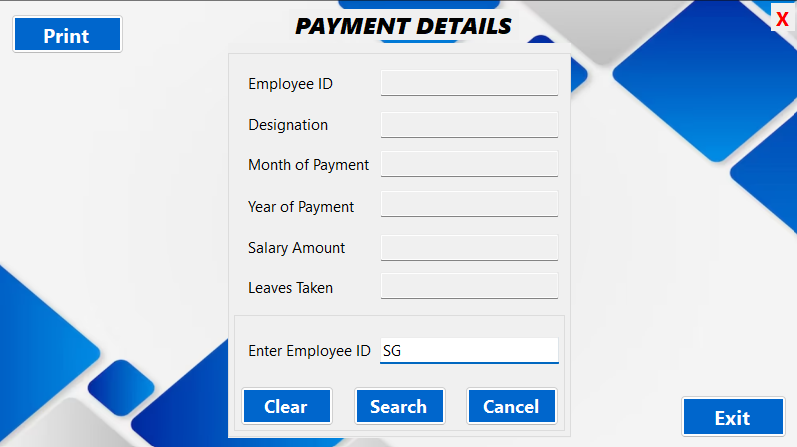 PAYMENT DETAILS
X
Print
Employee ID
Designation
Month of Payment
Year of Payment
Salary Amount
Leaves Taken
Enter Employee ID SG
Clear Search Cancel
Exit